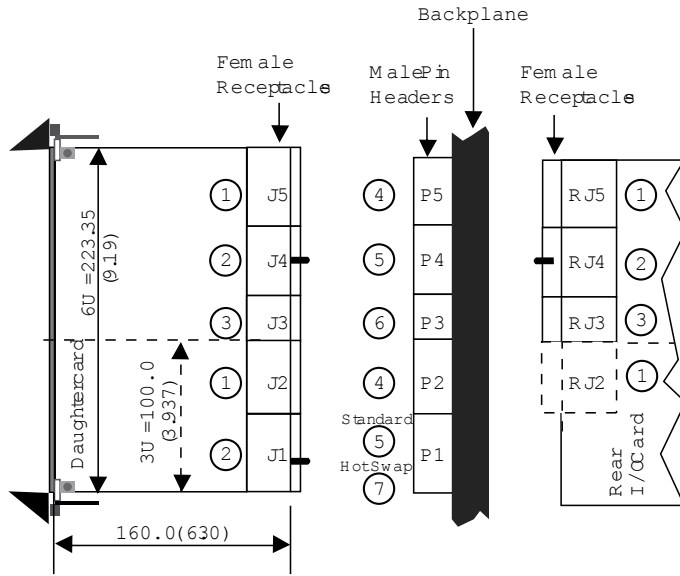 Backplane
Female
Receptacle
Male Pin
Headers
Female
Receptacle
1 J5
4 P5
RJ5 1
2 J4
5 P4
RJ4 2
3 J3
6 P3
RJ3 3
1 J2
4 P2
RJ2 1
2 J1
Standard
5 P1
HotSwap
7
6U =223.35
(9.19)
Daughtercard
3U=100.0
(3.937)
160.0(630)
Rear
I/O Card